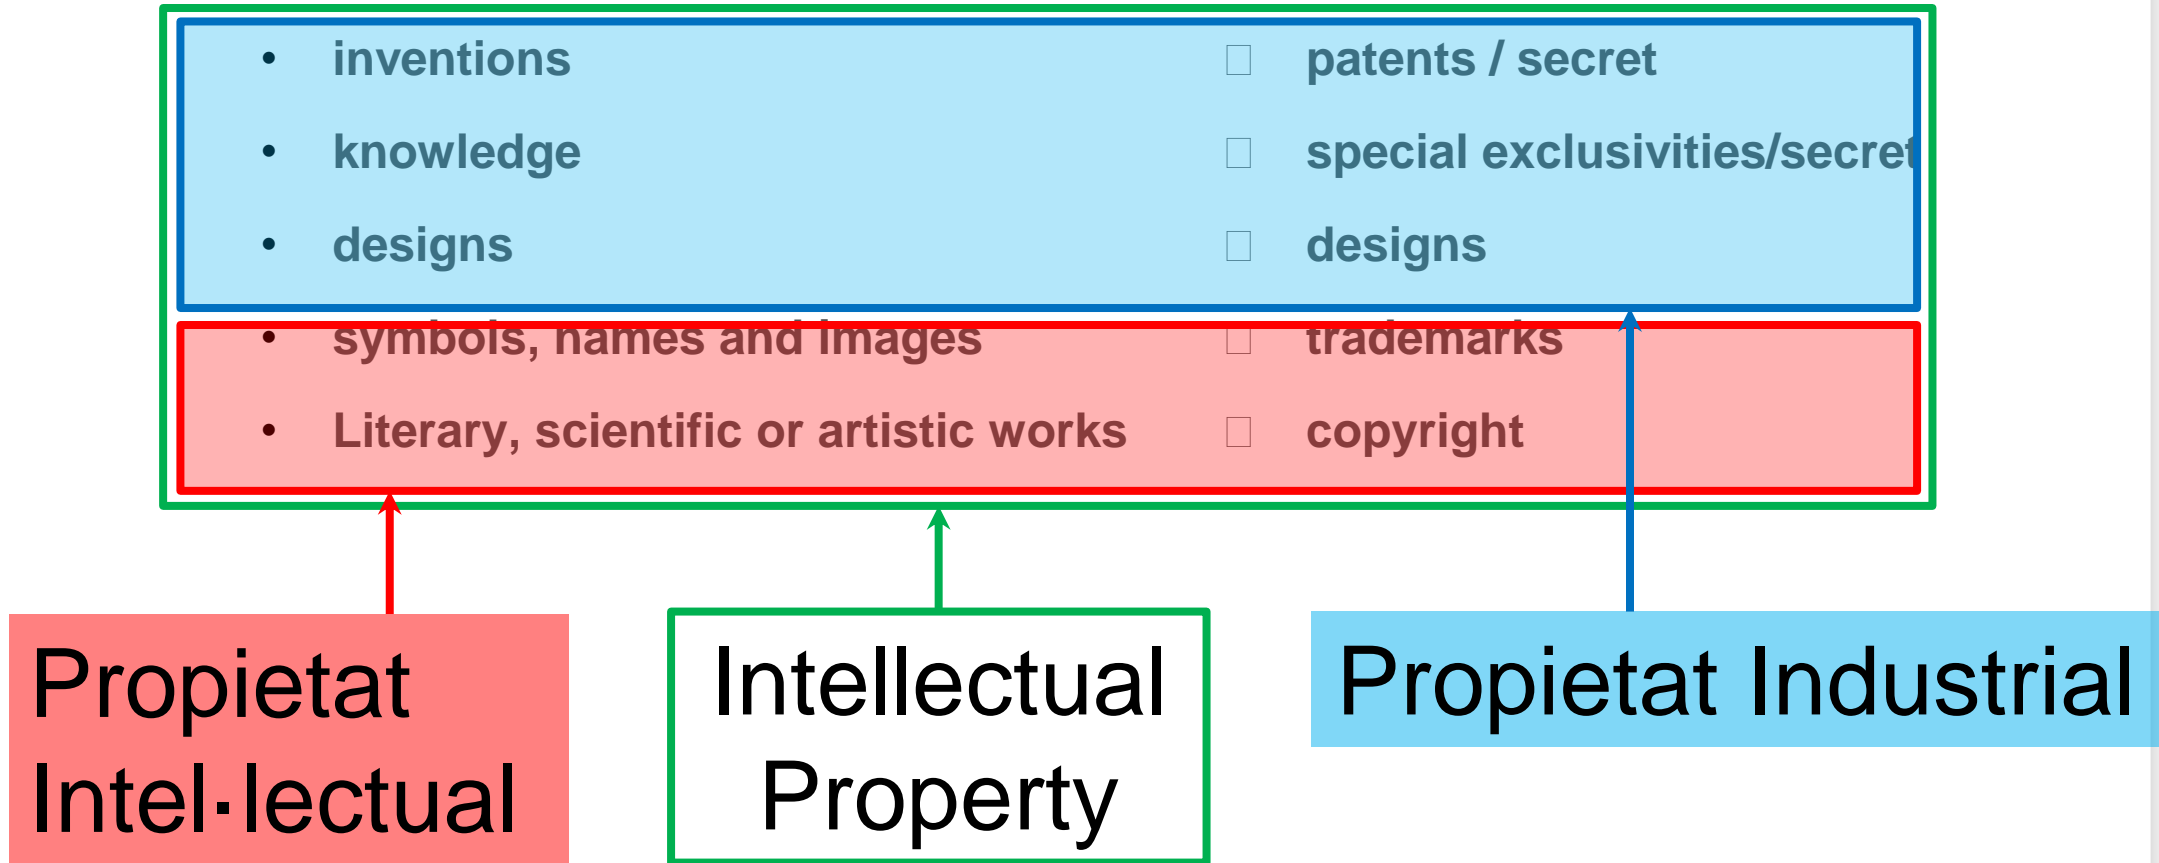 • inventions □ patents / secret
• knowledge □ special exclusivities/secret
• designs □ designs
• symbols, names and images □ trademarks
• Literary, scientific or artistic works □ copyright
Propietat
Intel·lectual
Intellectual
Property
Propietat Industrial